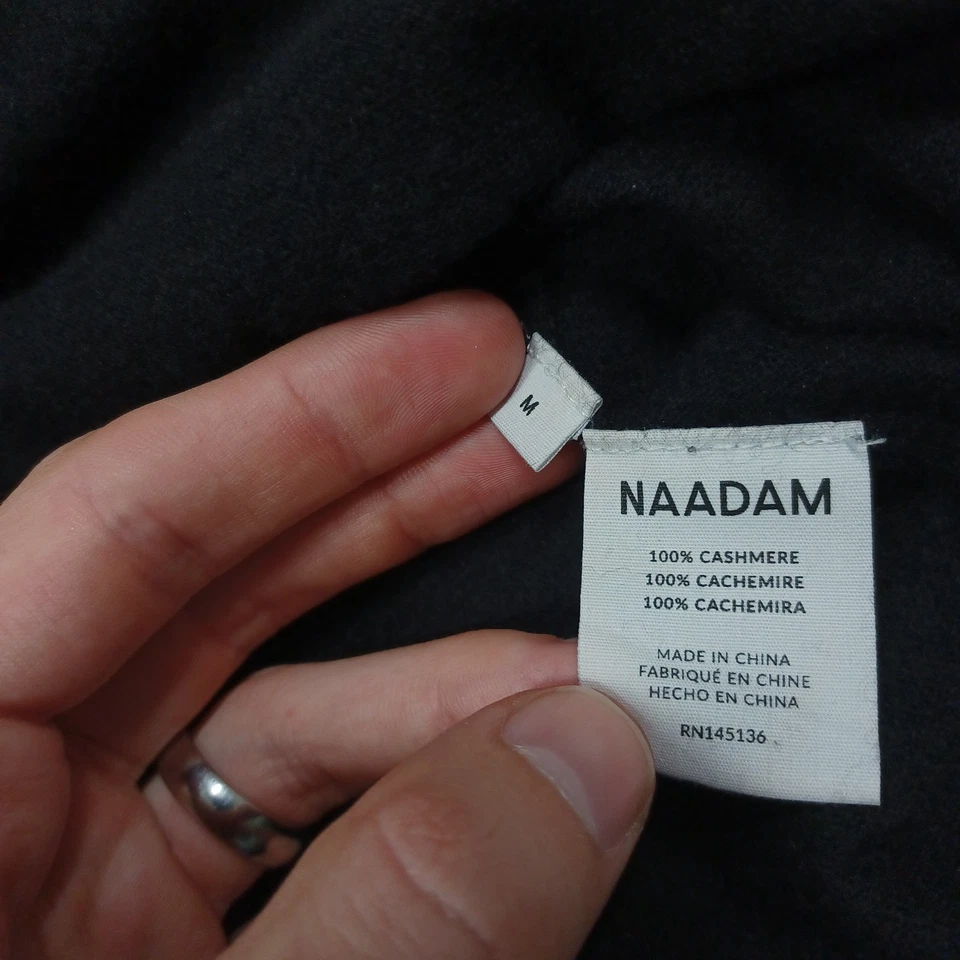 M
NAADAM
100% CASHMERE
100% CACHEMIRE
100% CACHEMIRA
MADE IN CHINA
FABRIQUÉ EN CHINE
HECHO EN CHINA
RN145136